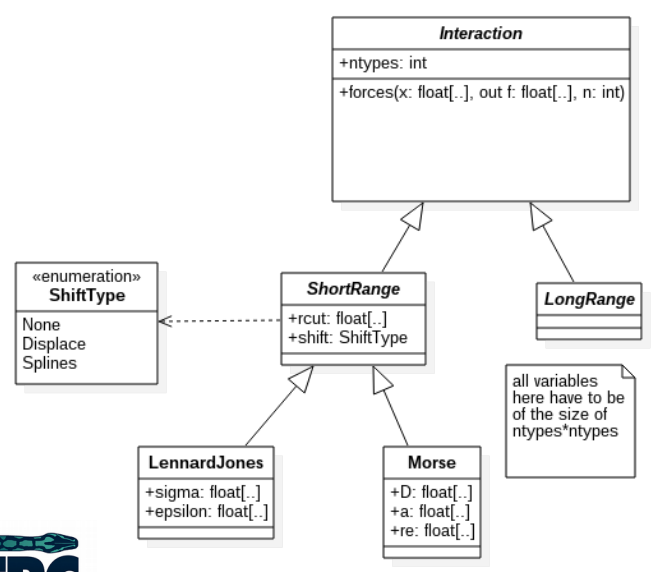 Interaction
+ntypes: int
+forces(x: float[..], out f: float[..], n: int)
«enumeration»
ShiftType
None
Displace
Splines
ShortRange
+rcut: float[..]
+shift: ShiftType
LongRange
all variables
here have to be
of the size of
ntypes*ntypes
LennardJones
+sigma: float[..]
+epsilon: float[..]
Morse
+D: float[..]
+a: float[..]
+re: float[..]